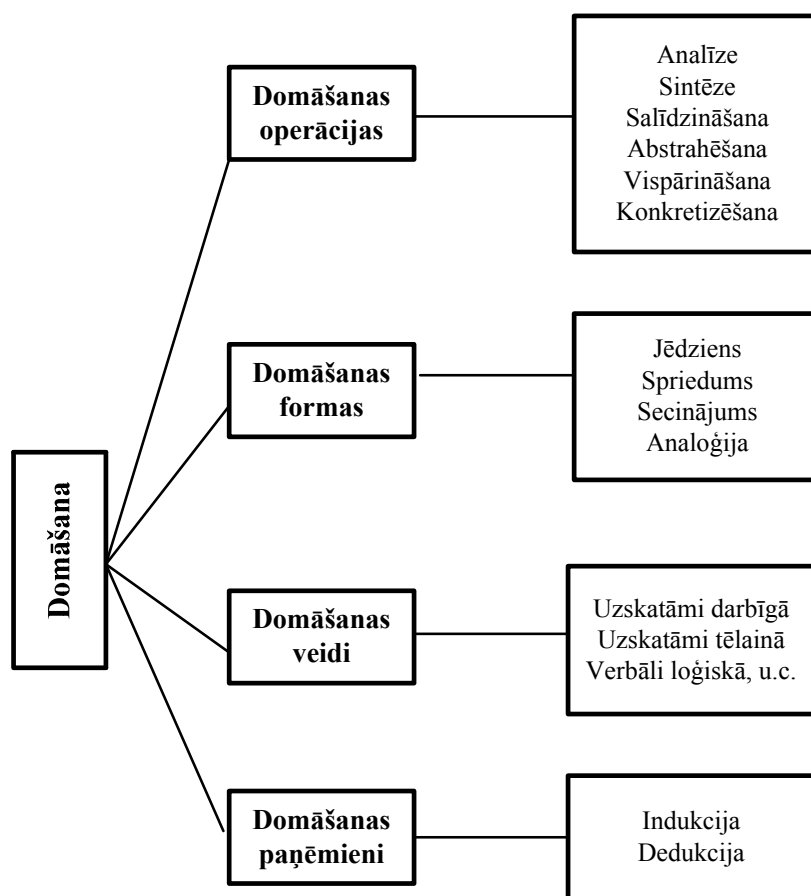 Domāšana
Domāšanas
operācijas
Analīze
Sintēze
Salīdzināšana
Abstrahēšana
Vispārināšana
Konkretizēšana
Domāšanas
formas
Jēdziens
Spriedums
Secinājums
Analoģija
Domāšanas
veidi
Uzskatāmi darbīgā
Uzskatāmi tēlainā
Verbāli loģiskā, u.c.
Domāšanas
paņēmieni
Indukcija
Dedukcija